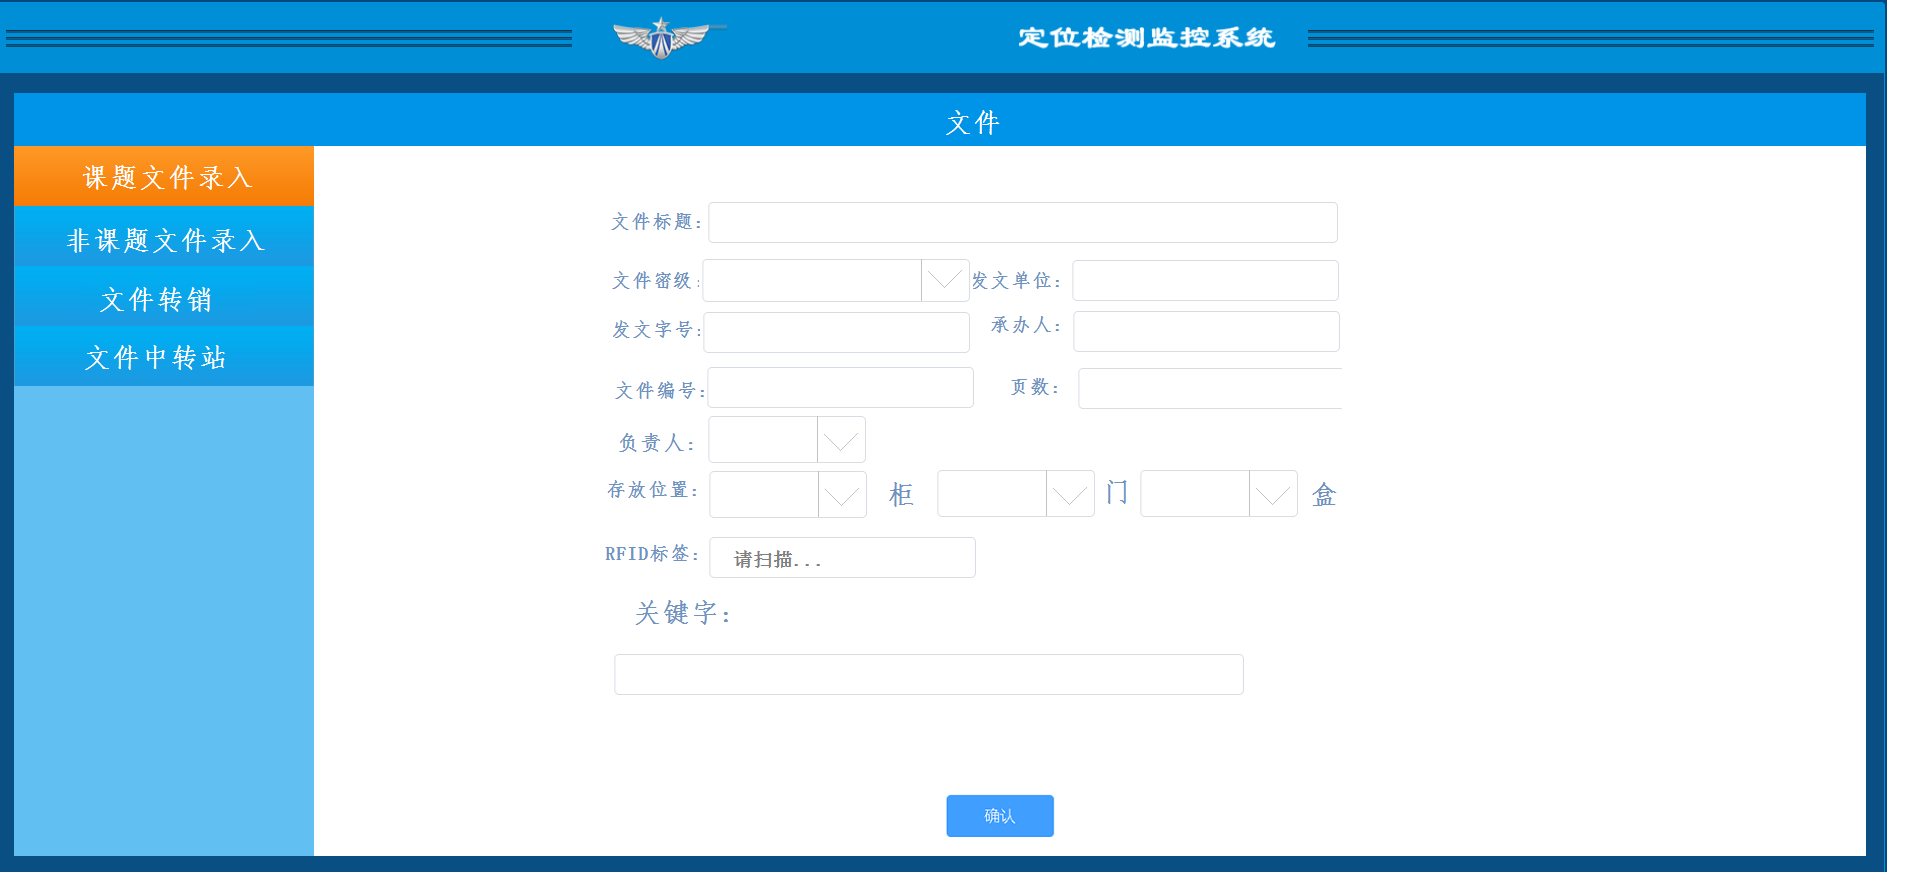 定位检测监控系统
文件
课题文件录入
非课题文件录入
文件转销
文件中转站
文件标题：
文件密级： 发文单位：
发文字号： 承办人：
文件编号： 页数：
负责人：
存放位置： 柜 门 盒
RFID标签： 请扫描...
关键字：
确认